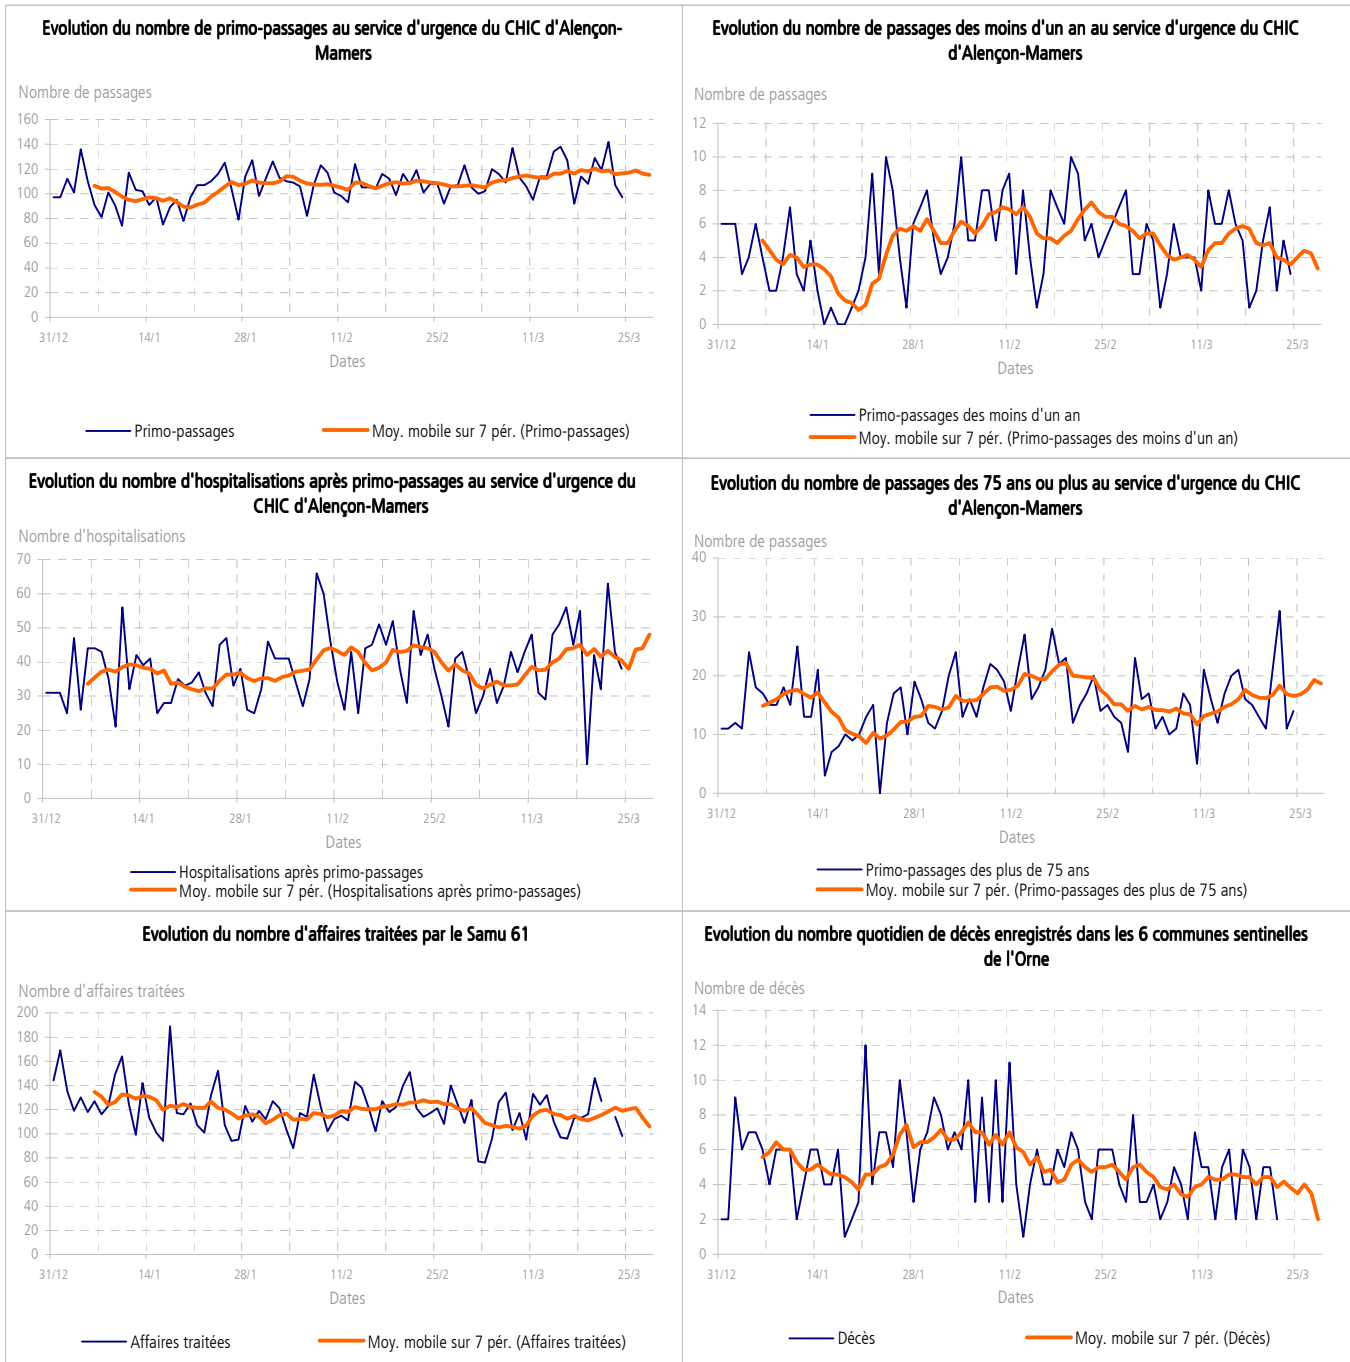 Evolution du nombre de primo-passages au service d'urgence du CHIC d'Alençon-
Mamers
Nombre de passages
160
140
120
100
80
60
40
20
0
31/12 14/1 28/1 11/2 25/2 11/3 25/3
Dates
Primo-passages Moy. mobile sur 7 pér. (Primo-passages)
Evolution du nombre de passages des moins d'un an au service d'urgence du CHIC
d'Alençon-Mamers
Nombre de passages
12
10
8
6
4
2
0
31/12 14/1 28/1 11/2 25/2 11/3 25/3
Dates
Primo-passages des moins d'un an
Moy. mobile sur 7 pér. (Primo-passages des moins d'un an)
Evolution du nombre d'hospitalisations après primo-passages au service d'urgence du
CHIC d'Alençon-Mamers
Nombre d'hospitalisations
70
60
50
40
30
20
10
0
31/12 14/1 28/1 11/2 25/2 11/3 25/3
Dates
Hospitalisations après primo-passages
Moy. mobile sur 7 pér. (Hospitalisations après primo-passages)
Evolution du nombre de passages des 75 ans ou plus au service d'urgence du CHIC
d'Alençon-Mamers
Nombre de passages
40
30
20
10
0
31/12 14/1 28/1 11/2 25/2 11/3 25/3
Dates
Primo-passages des plus de 75 ans
Moy. mobile sur 7 pér. (Primo-passages des plus de 75 ans)
Evolution du nombre d'affaires traitées par le Samu 61
Nombre d'affaires traitées
200
180
160
140
120
100
80
60
40
20
0
31/12 14/1 28/1 11/2 25/2 11/3 25/3
Dates
Affaires traitées Moy. mobile sur 7 pér. (Affaires traitées)
Evolution du nombre quotidien de décès enregistrés dans les 6 communes sentinelles
de l'Orne
Nombre de décès
14
12
10
8
6
4
2
0
31/12 14/1 28/1 11/2 25/2 11/3 25/3
Dates
Décès Moy. mobile sur 7 pér. (Décès)